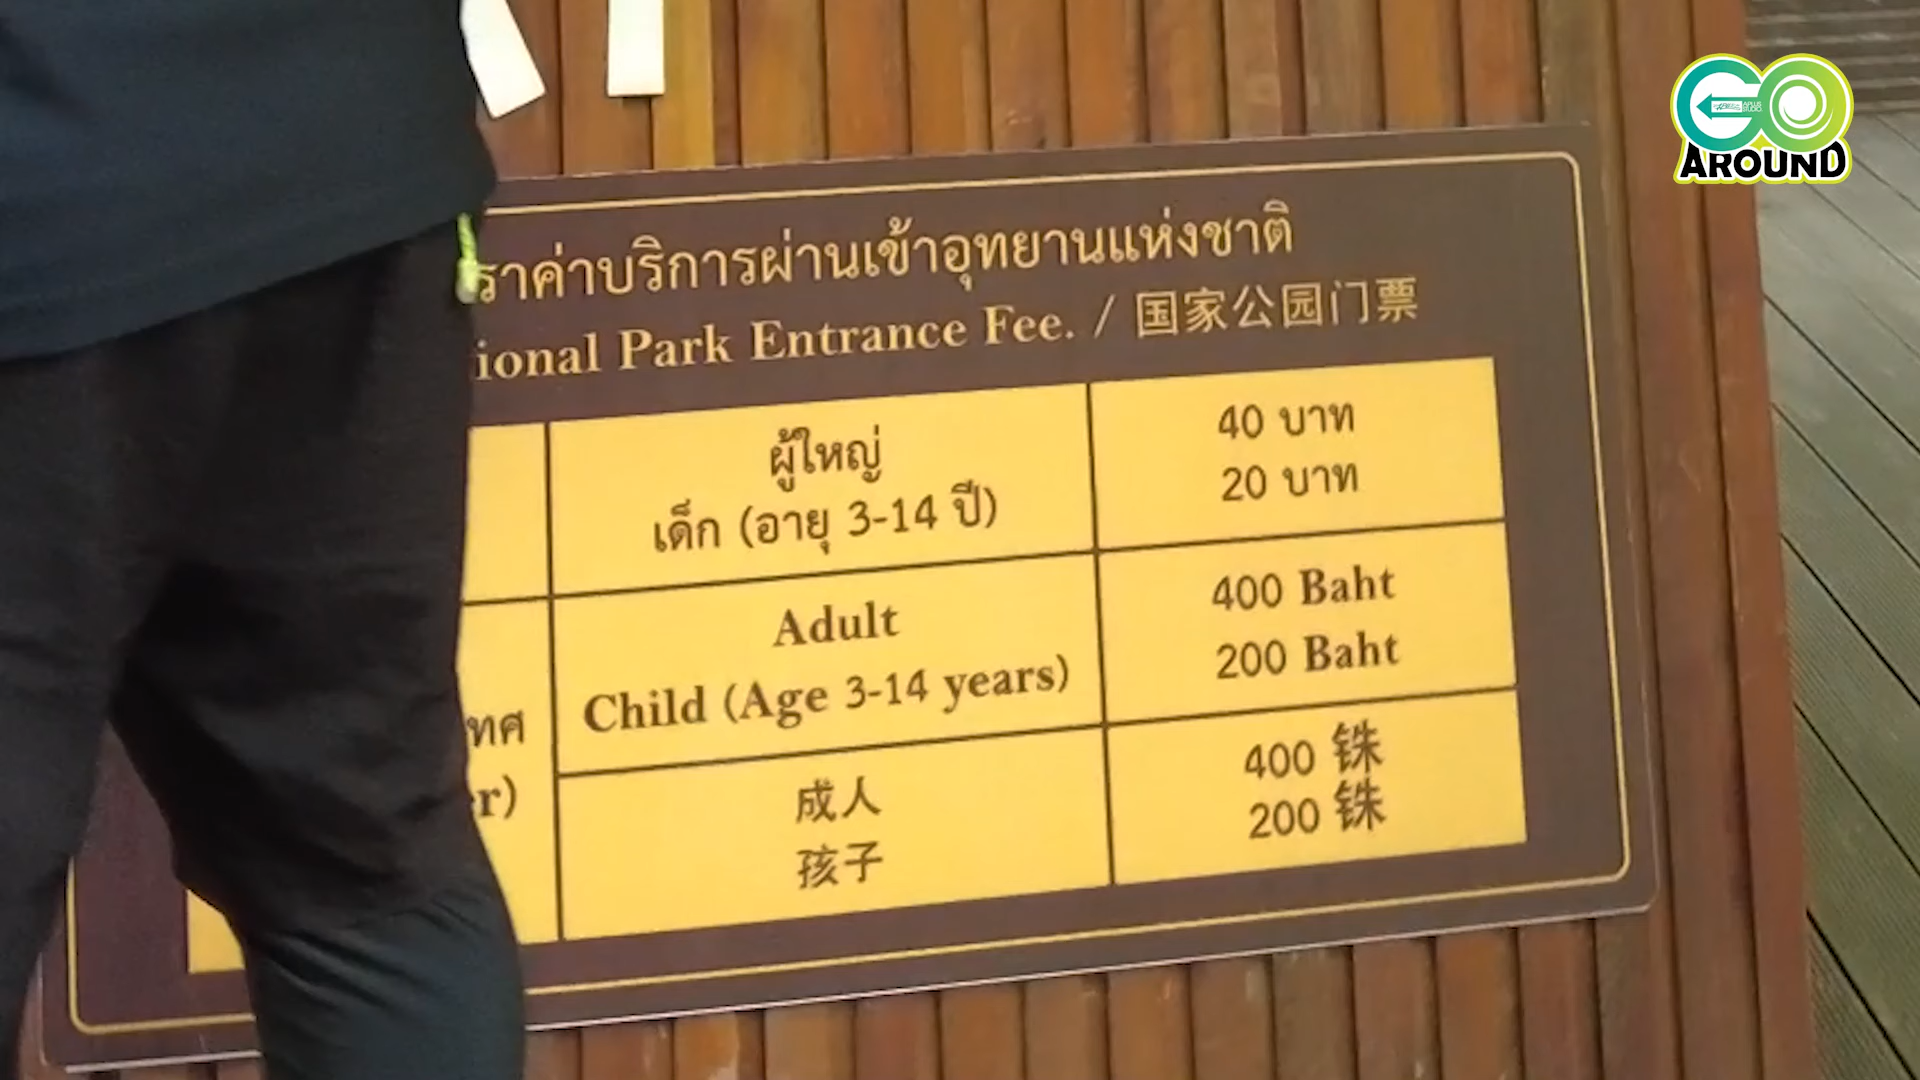 GO
AROUND
ราค่าบริการผ่านเข้าอุทยานแห่งชาติ
ional Park Entrance Fee. / 国家公园门票
ผู้ใหญ่ 40 บาท
เด็ก (อายุ 3-14 ปี) 20 บาท
Adult 400 Baht
Child (Age 3-14 years) 200 Baht
ทศ
r)
成人 400 铢
孩子 200 铢